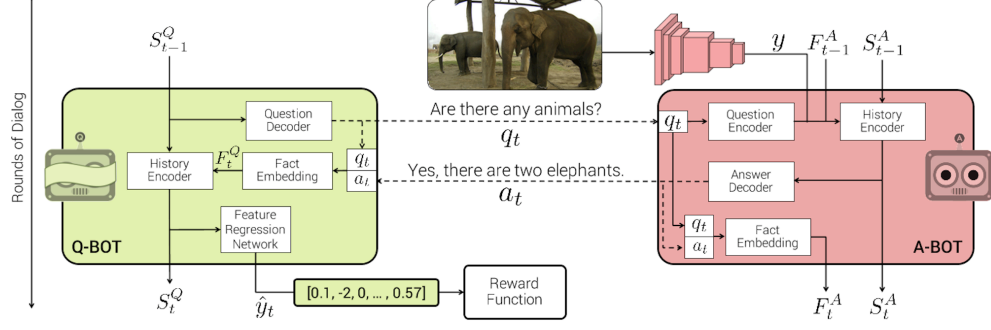 Rounds of Dialog
S^Q_{t-1}
Question
Decoder
q_t
a_t
F^Q_t
History
Encoder
Fact
Embedding
Feature
Regression
Network
Q-BOT
S^Q_t
ŷ_t
[0.1, -2, 0, ... , 0.57]
Reward
Function
Are there any animals?
q_t
Yes, there are two elephants.
a_t
y
F^A_{t-1}
S^A_{t-1}
q_t
Question
Encoder
History
Encoder
Answer
Decoder
q_t
a_t
Fact
Embedding
A
A-BOT
F^A_t
S^A_t